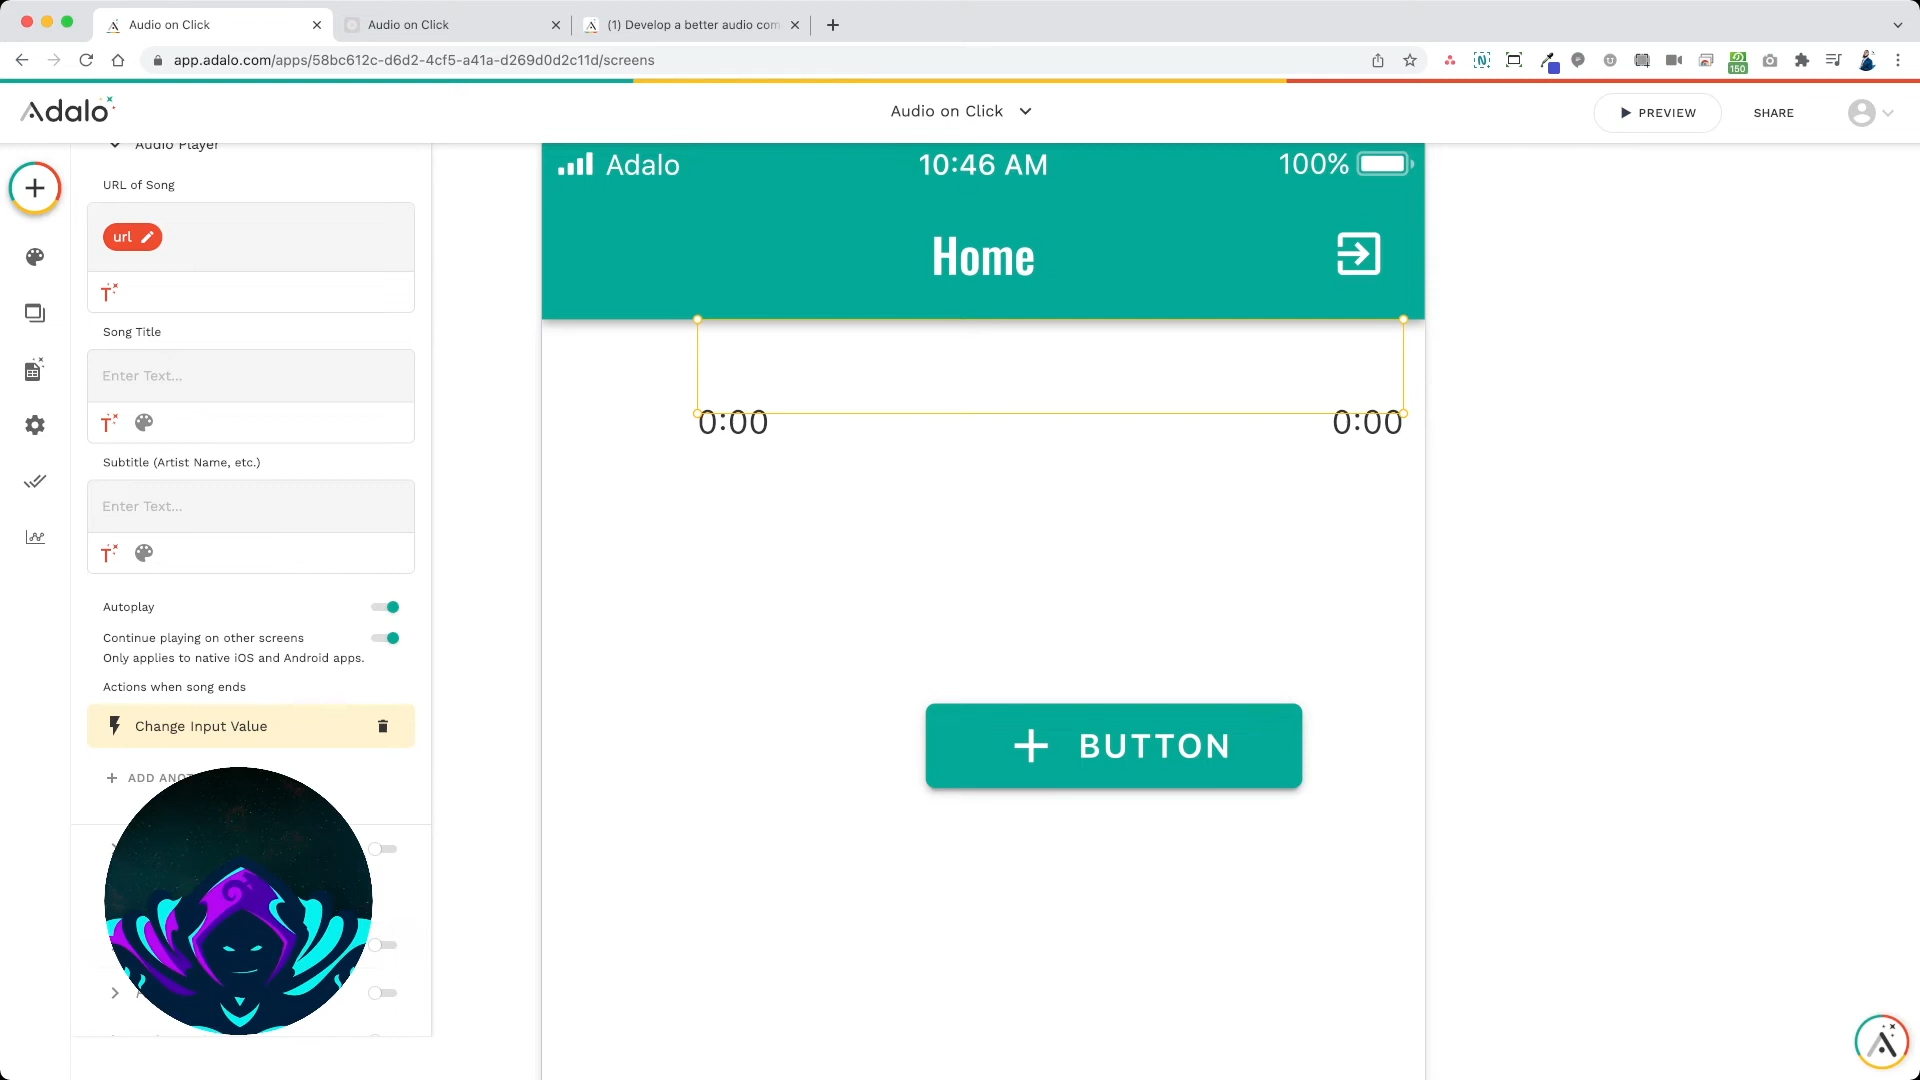 Audio on Click
Audio on Click
(1) Develop a better audio com
app.adalo.com/apps/58bc612c-d6d2-4cf5-a41a-d269d0d2c11d/screens
150
Adalo
Audio on Click
PREVIEW
SHARE
Audio Player
URL of Song
url
Song Title
Enter Text...
Subtitle (Artist Name, etc.)
Enter Text...
Autoplay
Continue playing on other screens
Only applies to native iOS and Android apps.
Actions when song ends
Change Input Value
ADD ANOT
Adalo
10:46 AM
100%
Home
0:00
0:00
BUTTON